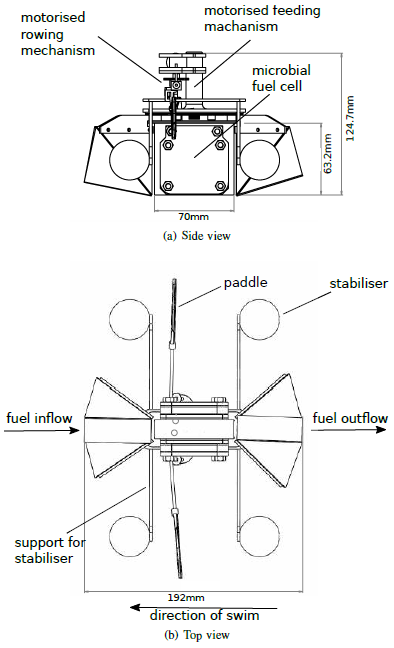 motorised
rowing
mechanism
motorised feeding
machanism
microbial
fuel cell
124.7mm
63.2mm
70mm
(a) Side view
paddle
stabiliser
fuel inflow
fuel outflow
support for
stabiliser
192mm
direction of swim
(b) Top view